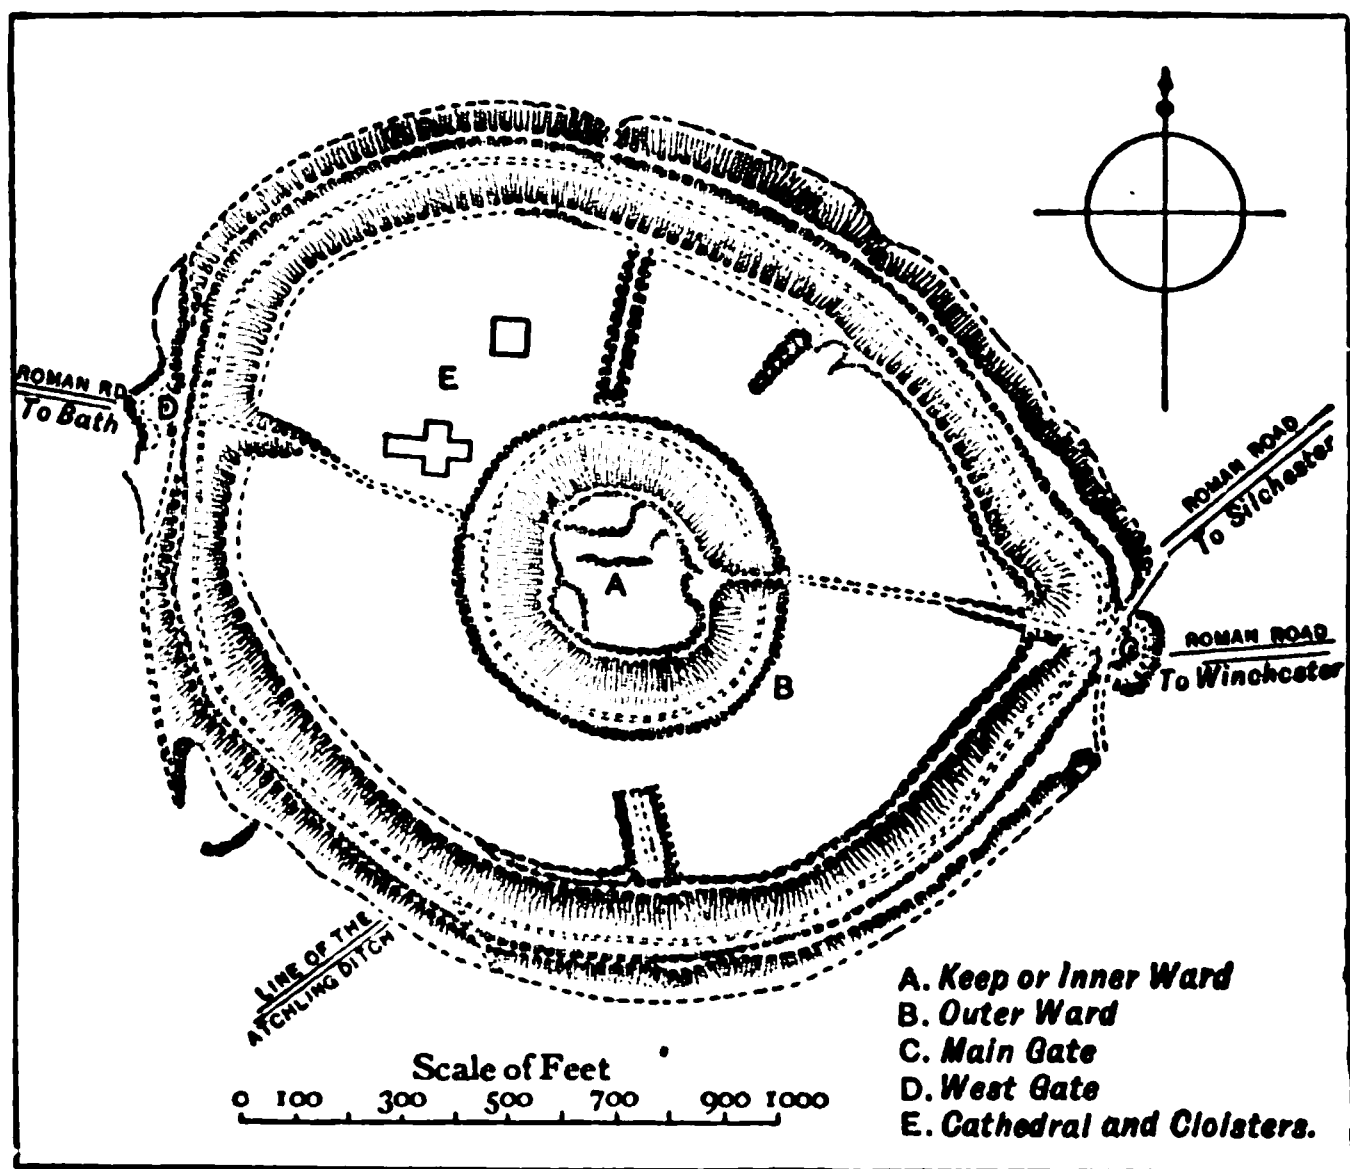 ROMAN RD
To Bath
D
E
A
B
C
ROMAN ROAD
To Silchester
ROMAN ROAD
To Winchester
LINE OF THE
ATCHLING DITCH
A. Keep or Inner Ward
B. Outer Ward
C. Main Gate
D. West Gate
E. Cathedral and Cloisters.
Scale of Feet
0 100 300 500 700 900 1000